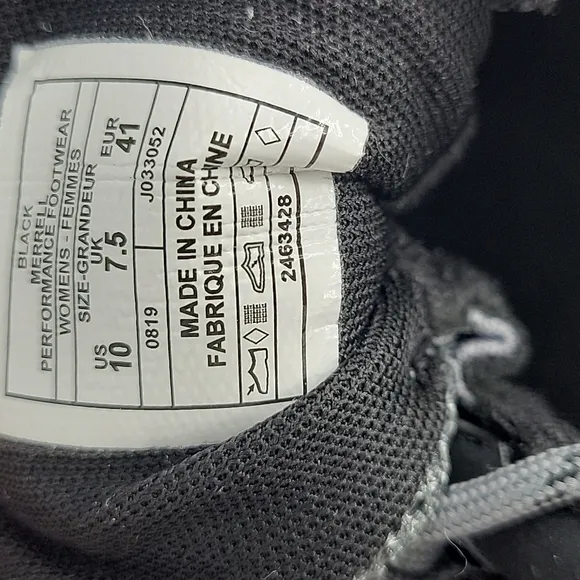 BLACK
MERRELL
PERFORMANCE FOOTWEAR
WOMENS - FEMMES
SIZE-GRANDEUR
US UK EUR
10 7.5 41
0819 J033052
MADE IN CHINA
FABRIQUE EN CHINE
2463428